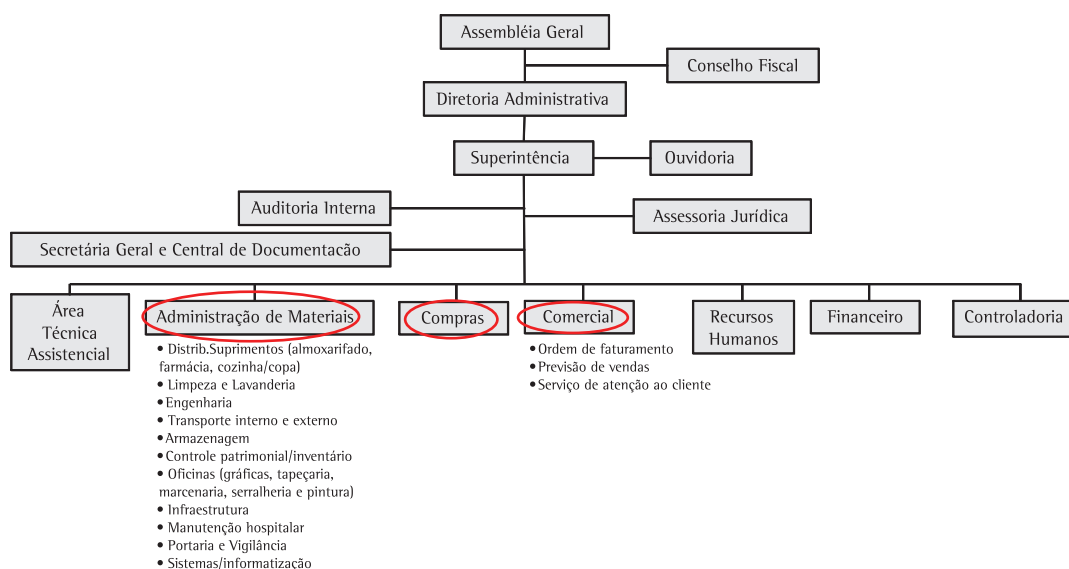 Assembléia Geral
Conselho Fiscal
Diretoria Administrativa
Superintência
Ouvidoria
Auditoria Interna
Assessoria Jurídica
Secretária Geral e Central de Documentacão
Área
Técnica
Assistencial
Administração de Materiais
Compras
Comercial
Recursos
Humanos
Financeiro
Controladoria
• Distrib.Suprimentos (almoxarifado,
farmácia, cozinha/copa)
• Limpeza e Lavanderia
• Engenharia
• Transporte interno e externo
• Armazenagem
• Controle patrimonial/inventário
• Oficinas (gráficas, tapeçaria,
marcenaria, serralheria e pintura)
• Infraestrutura
• Manutenção hospitalar
• Portaria e Vigilância
• Sistemas/informatização
• Ordem de faturamento
• Previsão de vendas
• Serviço de atenção ao cliente